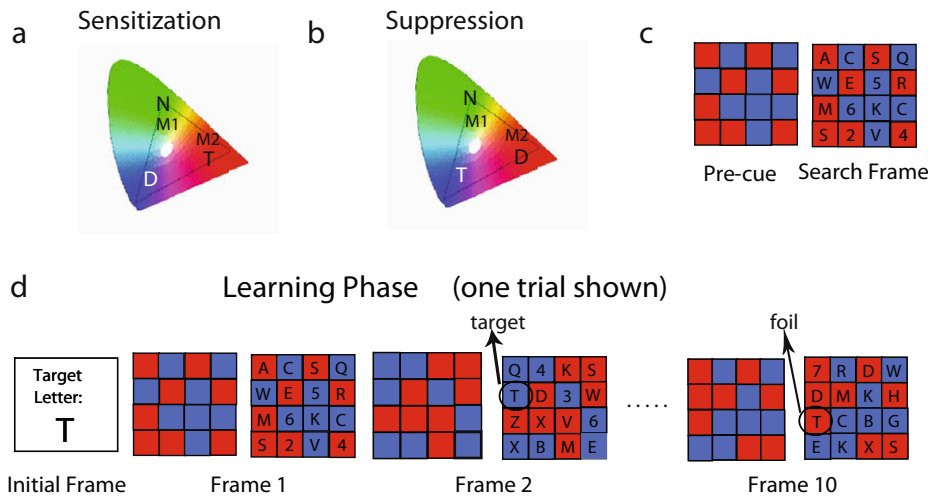 a Sensitization
N
M1
M2
T
D
b Suppression
N
M1
M2
D
T
c
A C S Q
W E 5 R
M 6 K C
S 2 V 4
Pre-cue Search Frame
d Learning Phase (one trial shown)
target
foil
Target
Letter:
T
A C S Q
W E 5 R
M 6 K C
S 2 V 4
Q 4 K S
T D 3 W
Z X V 6
X B M E
.....
7 R D W
D M K H
T C B G
E K X S
Initial Frame Frame 1 Frame 2 Frame 10